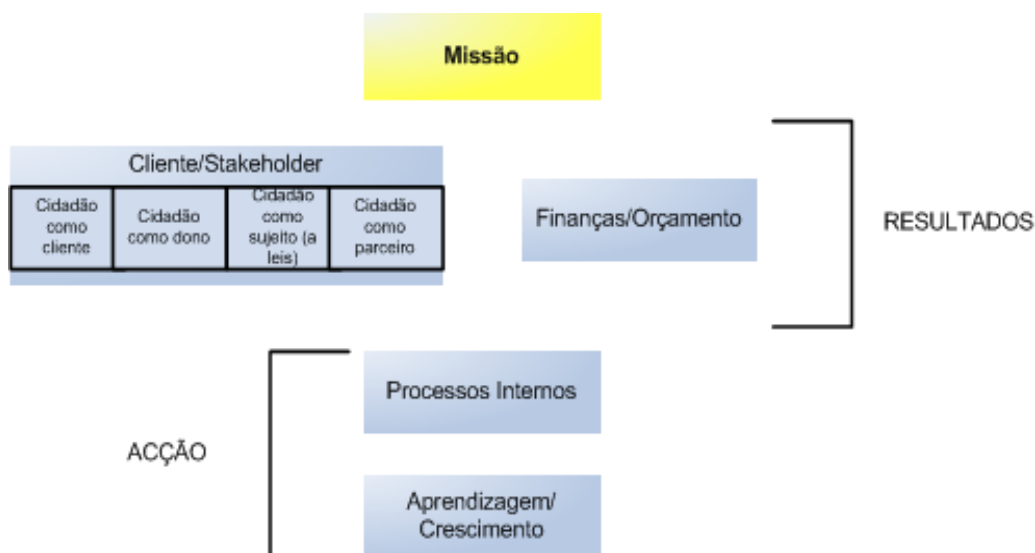 Missão
Cliente/Stakeholder
Cidadão
como
cliente
Cidadão
como dono
Cidadão
como
sujeito (a
leis)
Cidadão
como
parceiro
Finanças/Orçamento
RESULTADOS
Processos Internos
ACÇÃO
Aprendizagem/
Crescimento